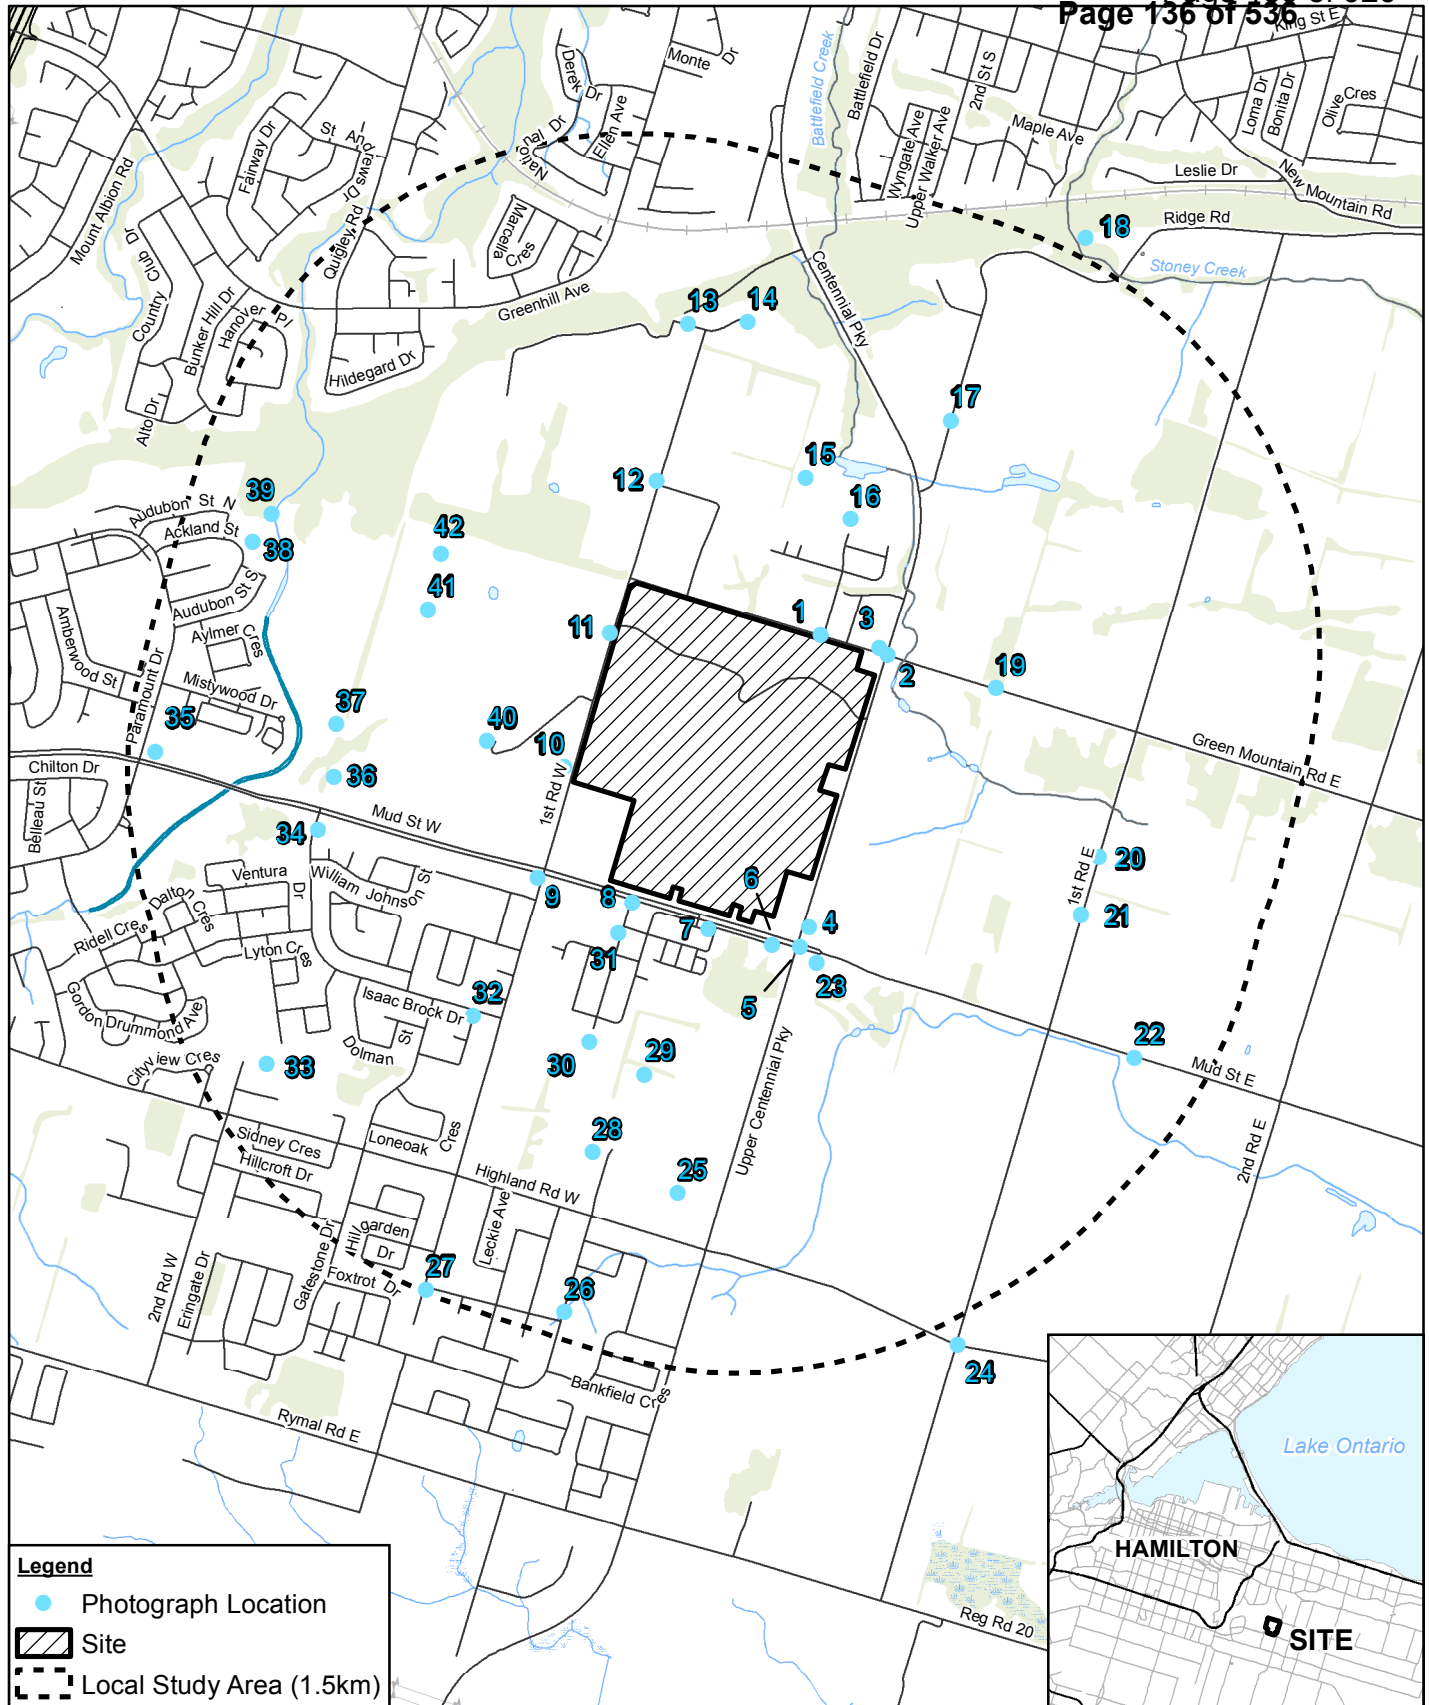 Page 136 of 536
King St E
Battlefield Creek
Battlefield Dr
2nd St S
Monte Dr
Derek Dr
Ellen Ave
National Dr
Lona Dr
Bonita Dr
Olive Cres
Maple Ave
Wyngate Ave
Upper Walker Ave
Leslie Dr
New Mountain Rd
Ridge Rd
Stoney Creek
St Andrews Dr
Fairway Dr
Mount Albion Rd
Quigley Rd
Marcella Cres
Country Club Dr
Bunker Hill Dr
Hanover Pl
Greenhill Ave
Hildegard Dr
Alto Dr
Centennial Pky
18
13
14
17
15
16
12
39
38
42
41
Audubon St N
Ackland St
Audubon St S
Aylmer Cres
Amberwood St
Paramount Dr
Mistywood Dr
11
1
3
2
19
37
40
10
35
36
34
Chilton Dr
Belleau St
Mud St W
1st Rd W
Green Mountain Rd E
20
21
1st Rd E
Ventura Dr
William Johnson St
Dalton Cres
Ridell Cres
Lyton Cres
Gordon Drummond Ave
Isaac Brock Dr
Dolman St
Cityview Cres
9
8
7
6
4
5
23
31
32
30
29
33
22
Mud St E
2nd Rd E
Upper Centennial Pky
28
25
Sidney Cres
Hillcroft Dr
Loneoak Cres
Highland Rd W
Leckie Ave
Hillgarden Dr
Gatestone Dr
Foxtrot Dr
2nd Rd W
Eringate Dr
27
26
24
Bankfield Cres
Rymal Rd E
Reg Rd 20
Lake Ontario
HAMILTON
SITE
Legend
Photograph Location
Site
Local Study Area (1.5km)